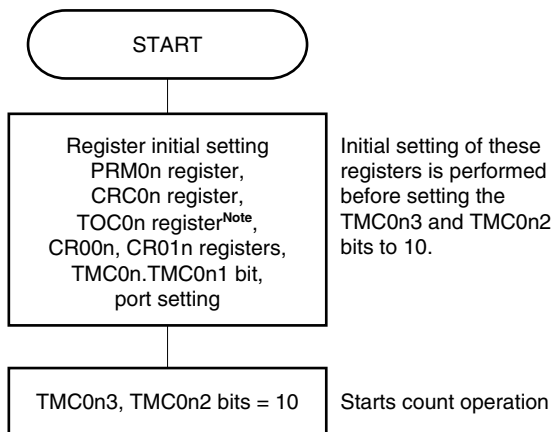 START
Register initial setting
PRM0n register,
CRC0n register,
TOC0n registerNote,
CR00n, CR01n registers,
TMC0n.TMC0n1 bit,
port setting
Initial setting of these
registers is performed
before setting the
TMC0n3 and TMC0n2
bits to 10.
TMC0n3, TMC0n2 bits = 10
Starts count operation